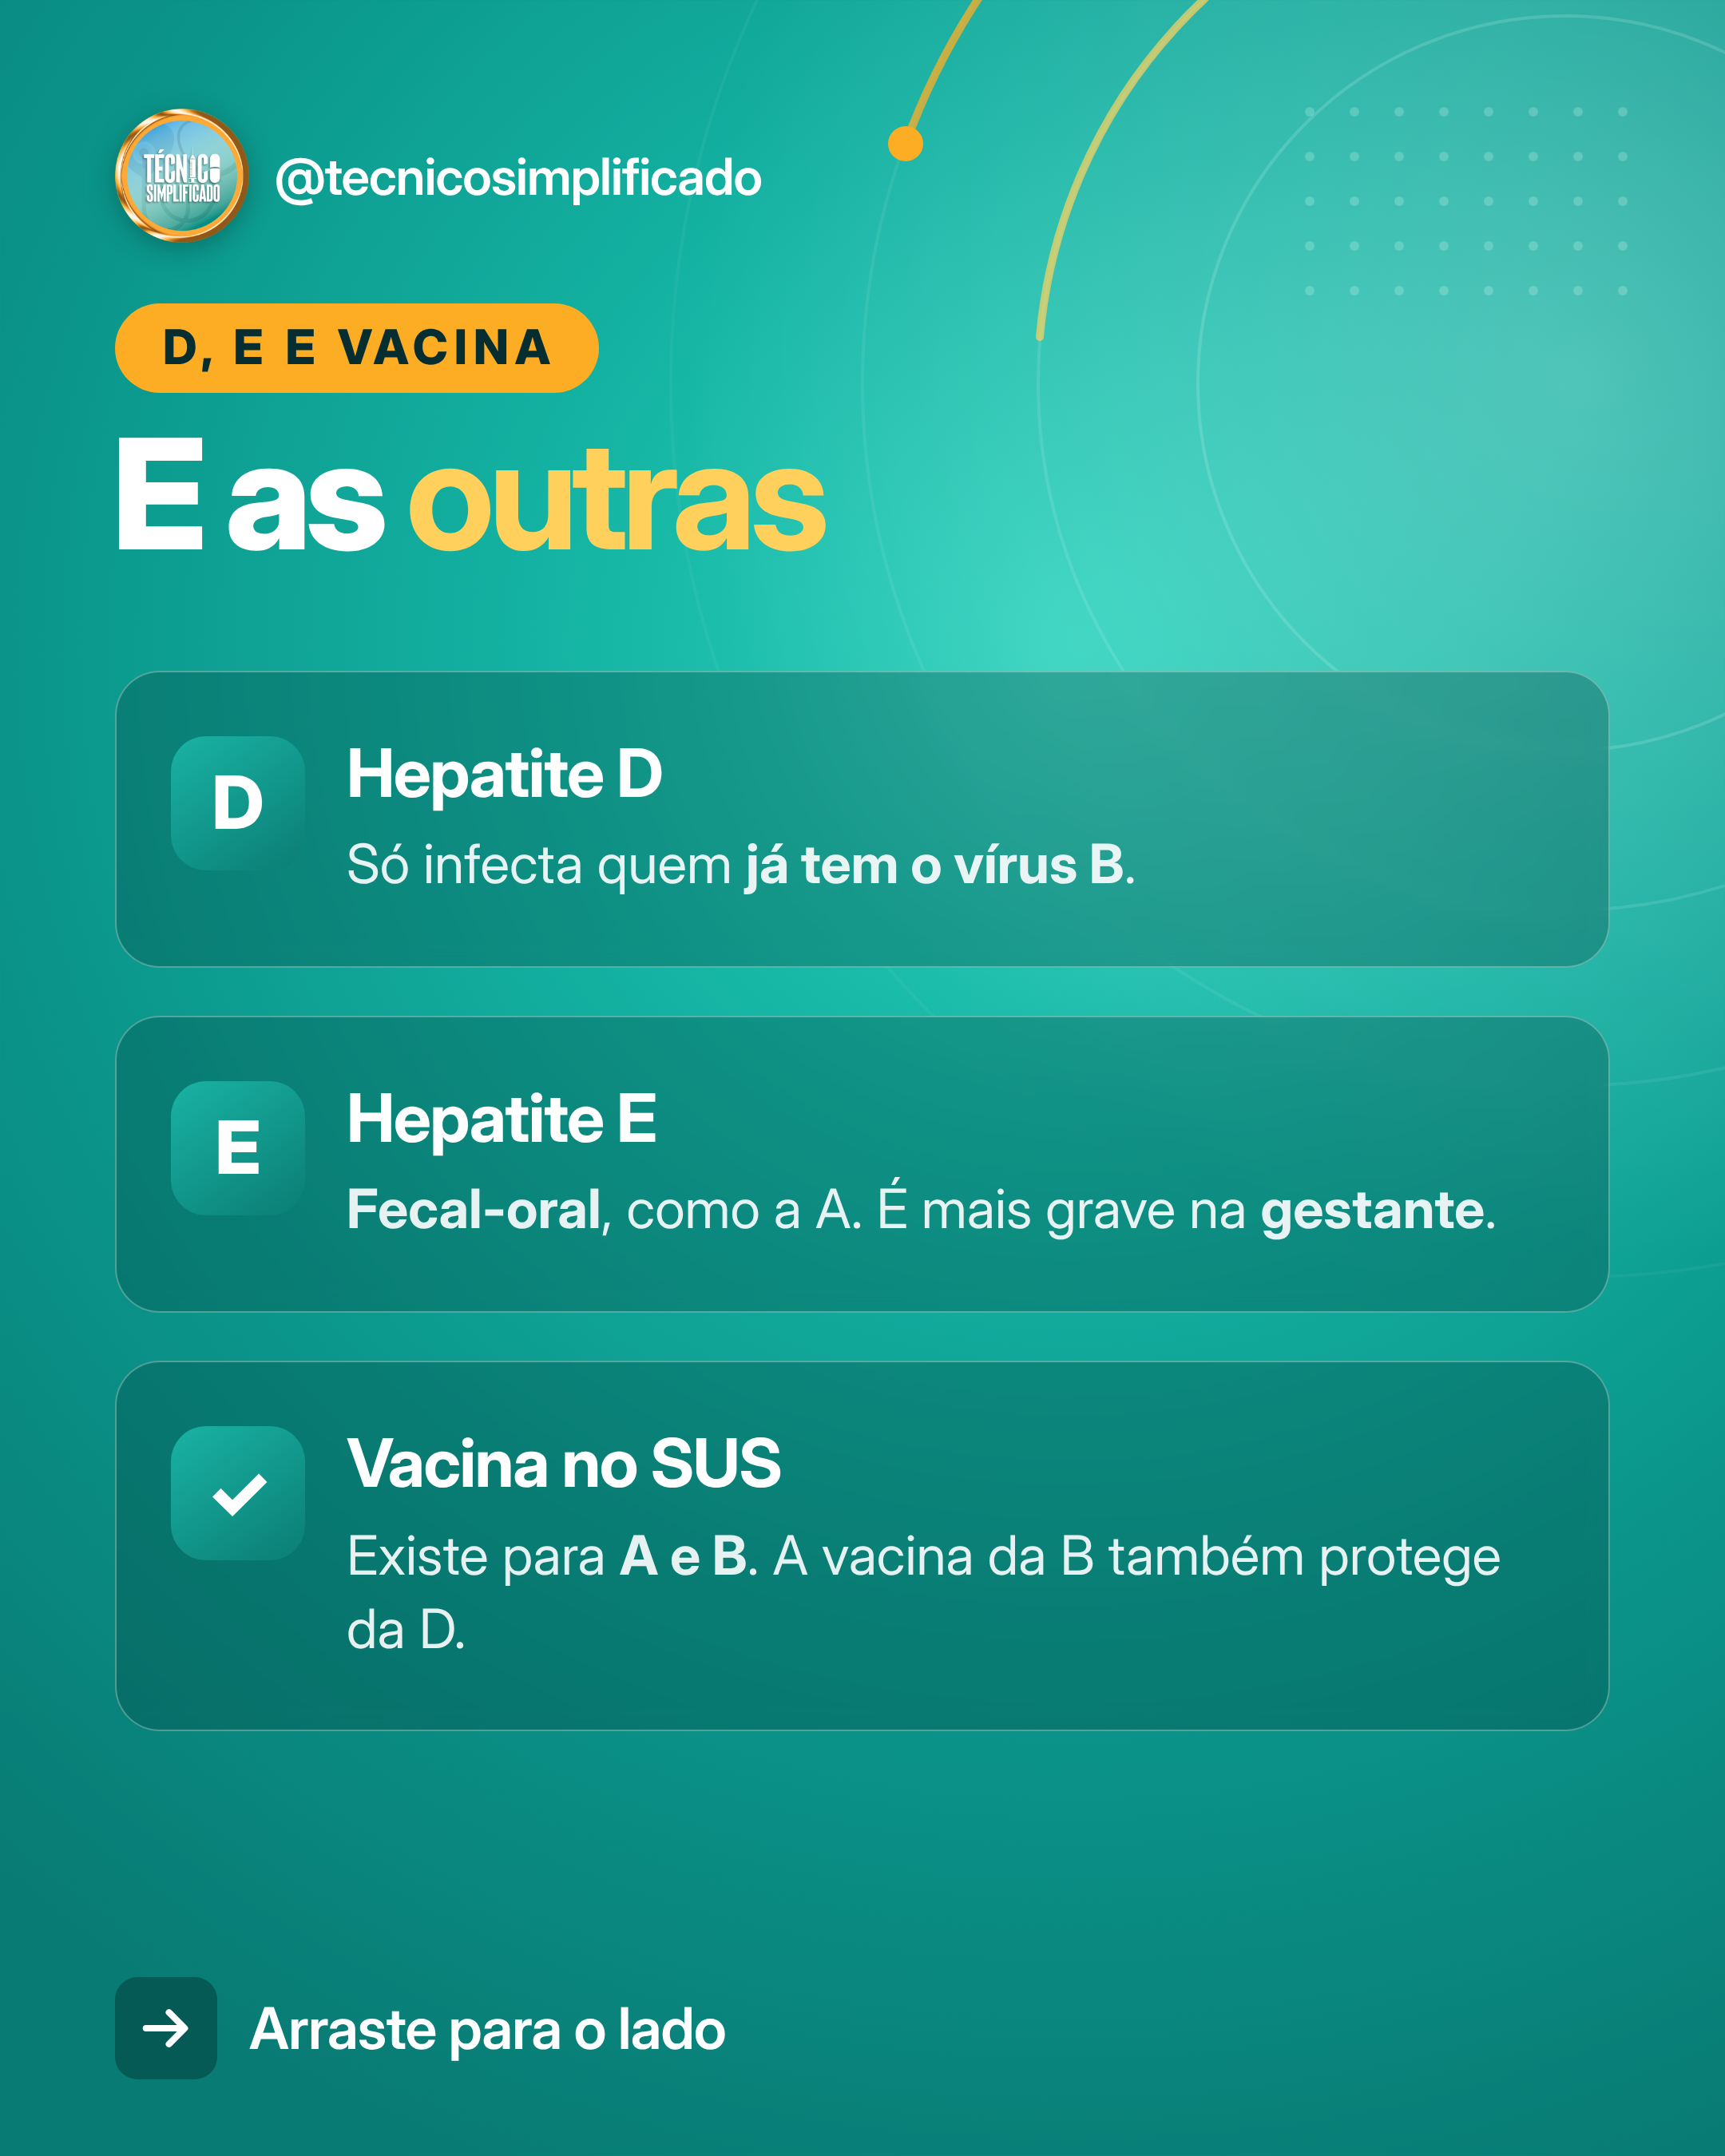 TÉCNICO
SIMPLIFICADO
@tecnicosimplificado
D, E E VACINA
E as outras
D
Hepatite D
Só infecta quem já tem o vírus B.
E
Hepatite E
Fecal-oral, como a A. É mais grave na gestante.
Vacina no SUS
Existe para A e B. A vacina da B também protege
da D.
Arraste para o lado